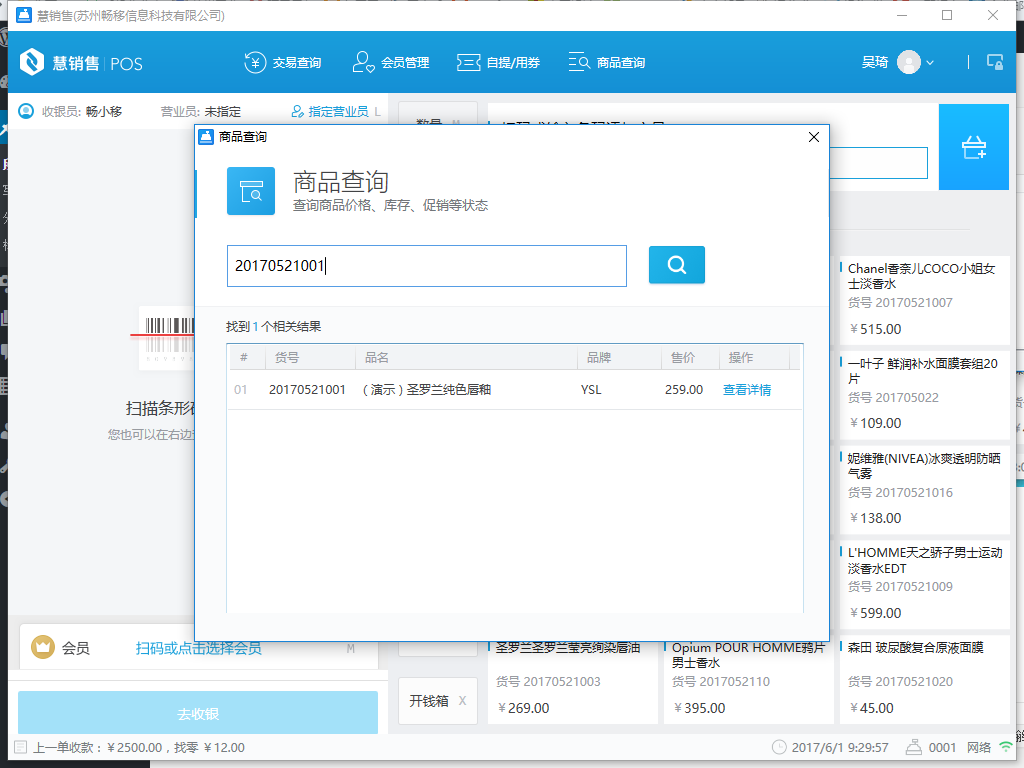 慧销售(苏州畅移信息科技有限公司)
慧销售 | POS
交易查询
会员管理
自提/用券
商品查询
吴琦
收银员: 畅小移
营业员: 未指定
指定营业员 L
商品查询
商品查询
查询商品价格、库存、促销等状态
20170521001
找到 1 个相关结果
# 货号 品名 品牌 售价 操作
01 20170521001 （演示）圣罗兰纯色唇釉 YSL 259.00 查看详情
扫描条形
您也可以在右边
Chanel香奈儿COCO小姐女
士淡香水
货号 20170521007
￥515.00
一叶子 鲜润补水面膜套组20
片
货号 201705022
￥109.00
妮维雅(NIVEA)冰爽透明防晒
气雾
货号 20170521016
￥138.00
L'HOMME天之骄子男士运动
淡香水EDT
货号 20170521009
￥599.00
会员
扫码或点击选择会员 M
去收银
开钱箱 X
圣罗兰圣罗兰莹亮绚染唇油
货号 20170521003
￥269.00
Opium POUR HOMME鸦片
男士香水
货号 2017052110
￥395.00
森田 玻尿酸复合原液面膜
货号 20170521020
￥45.00
上一单收款：￥2500.00，找零 ￥12.00
2017/6/1 9:29:57
0001
网络